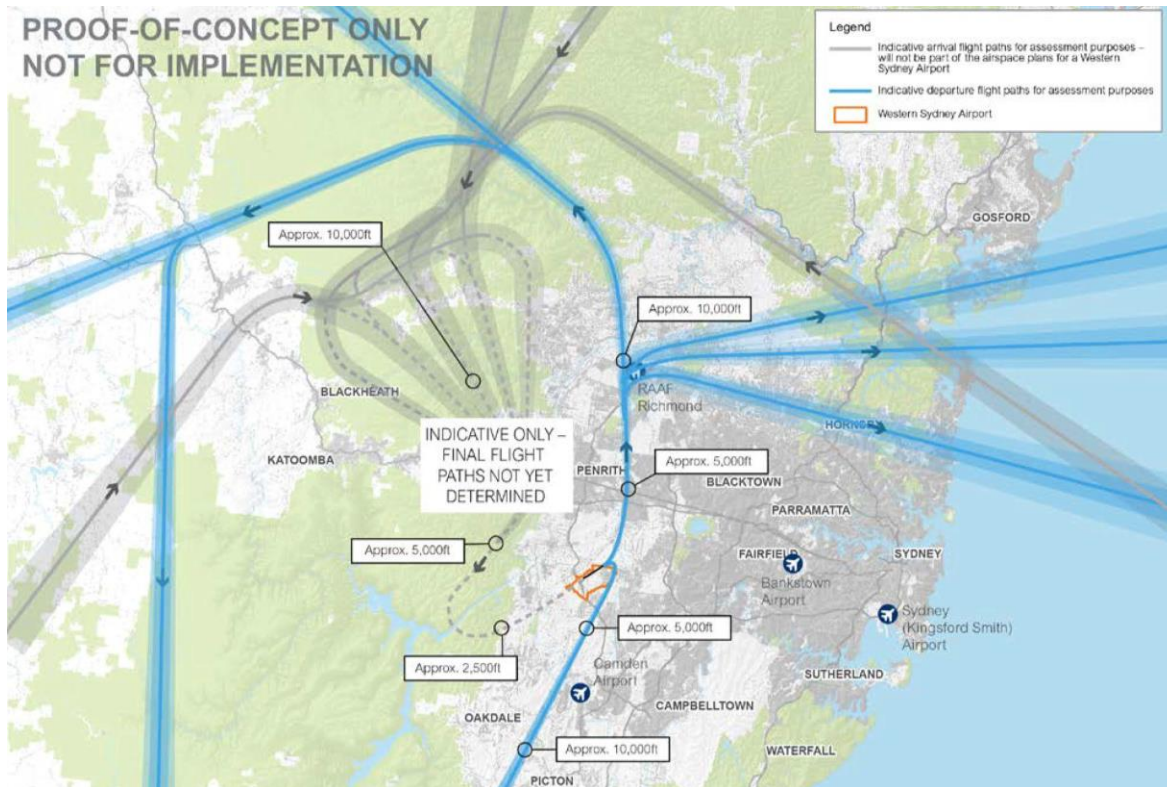 PROOF-OF-CONCEPT ONLY
NOT FOR IMPLEMENTATION
Legend
Indicative arrival flight paths for assessment purposes –
will not be part of the airspace plans for a Western
Sydney Airport
Indicative departure flight paths for assessment purposes
Western Sydney Airport
GOSFORD
Approx. 10,000ft
Approx. 10,000ft
RAAF
Richmond
BLACKHEATH
HORNSBY
INDICATIVE ONLY –
FINAL FLIGHT
PATHS NOT YET
DETERMINED
KATOOMBA
PENRITH
Approx. 5,000ft
BLACKTOWN
PARRAMATTA
Approx. 5,000ft
FAIRFIELD
SYDNEY
Bankstown
Airport
Sydney
(Kingsford Smith)
Airport
Approx. 5,000ft
Approx. 2,500ft
Camden
Airport
SUTHERLAND
OAKDALE
CAMPBELLTOWN
Approx. 10,000ft
WATERFALL
PICTON